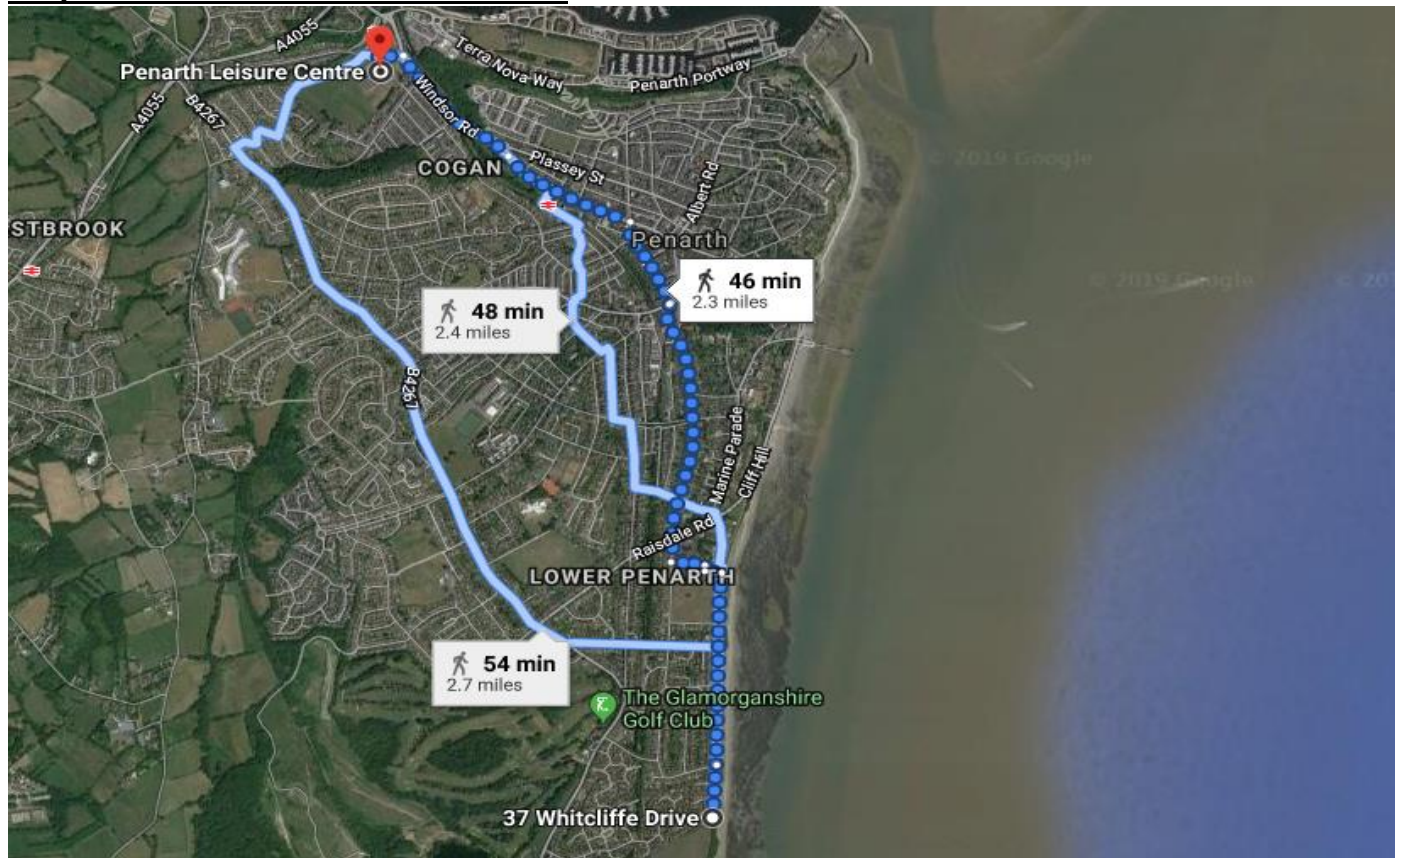 A4055
Penarth Leisure Centre
Terra Nova Way
Penarth Portway
A4055
B4267
Windsor Rd
COGAN
Plassey St
© 2019 Google
Albert Rd
STBROOK
Penarth
46 min
2.3 miles
© 2019 Google
© 20
48 min
2.4 miles
B4267
Marine Parade
Cliff Hill
Raisdale Rd
LOWER PENARTH
54 min
2.7 miles
The Glamorganshire
Golf Club
37 Whitcliffe Drive